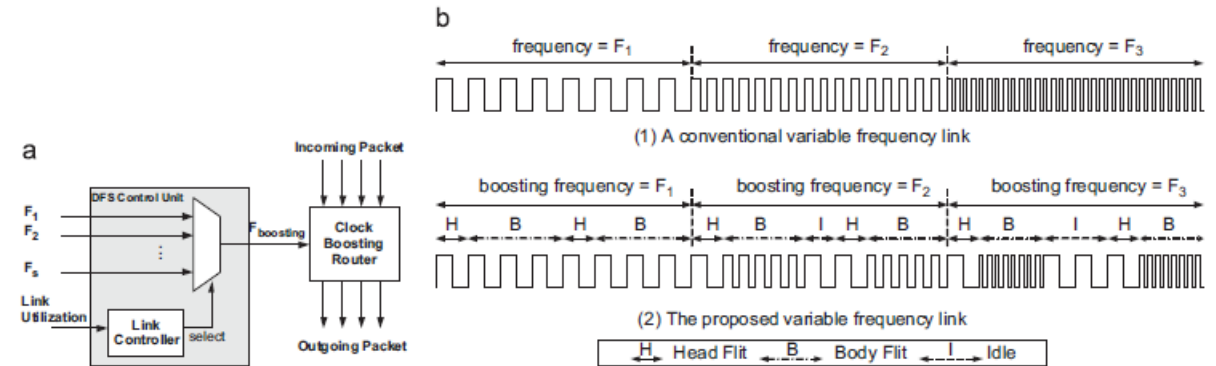 a
DFS Control Unit
F1
F2
⋮
Fs
Link
Utilization
Link
Controller
select
Fboosting
Incoming Packet
Clock
Boosting
Router
Outgoing Packet
b
frequency = F1 frequency = F2 frequency = F3
(1) A conventional variable frequency link
boosting frequency = F1 boosting frequency = F2 boosting frequency = F3
H B H B H B I H B H B I H B
(2) The proposed variable frequency link
H Head Flit B Body Flit I Idle